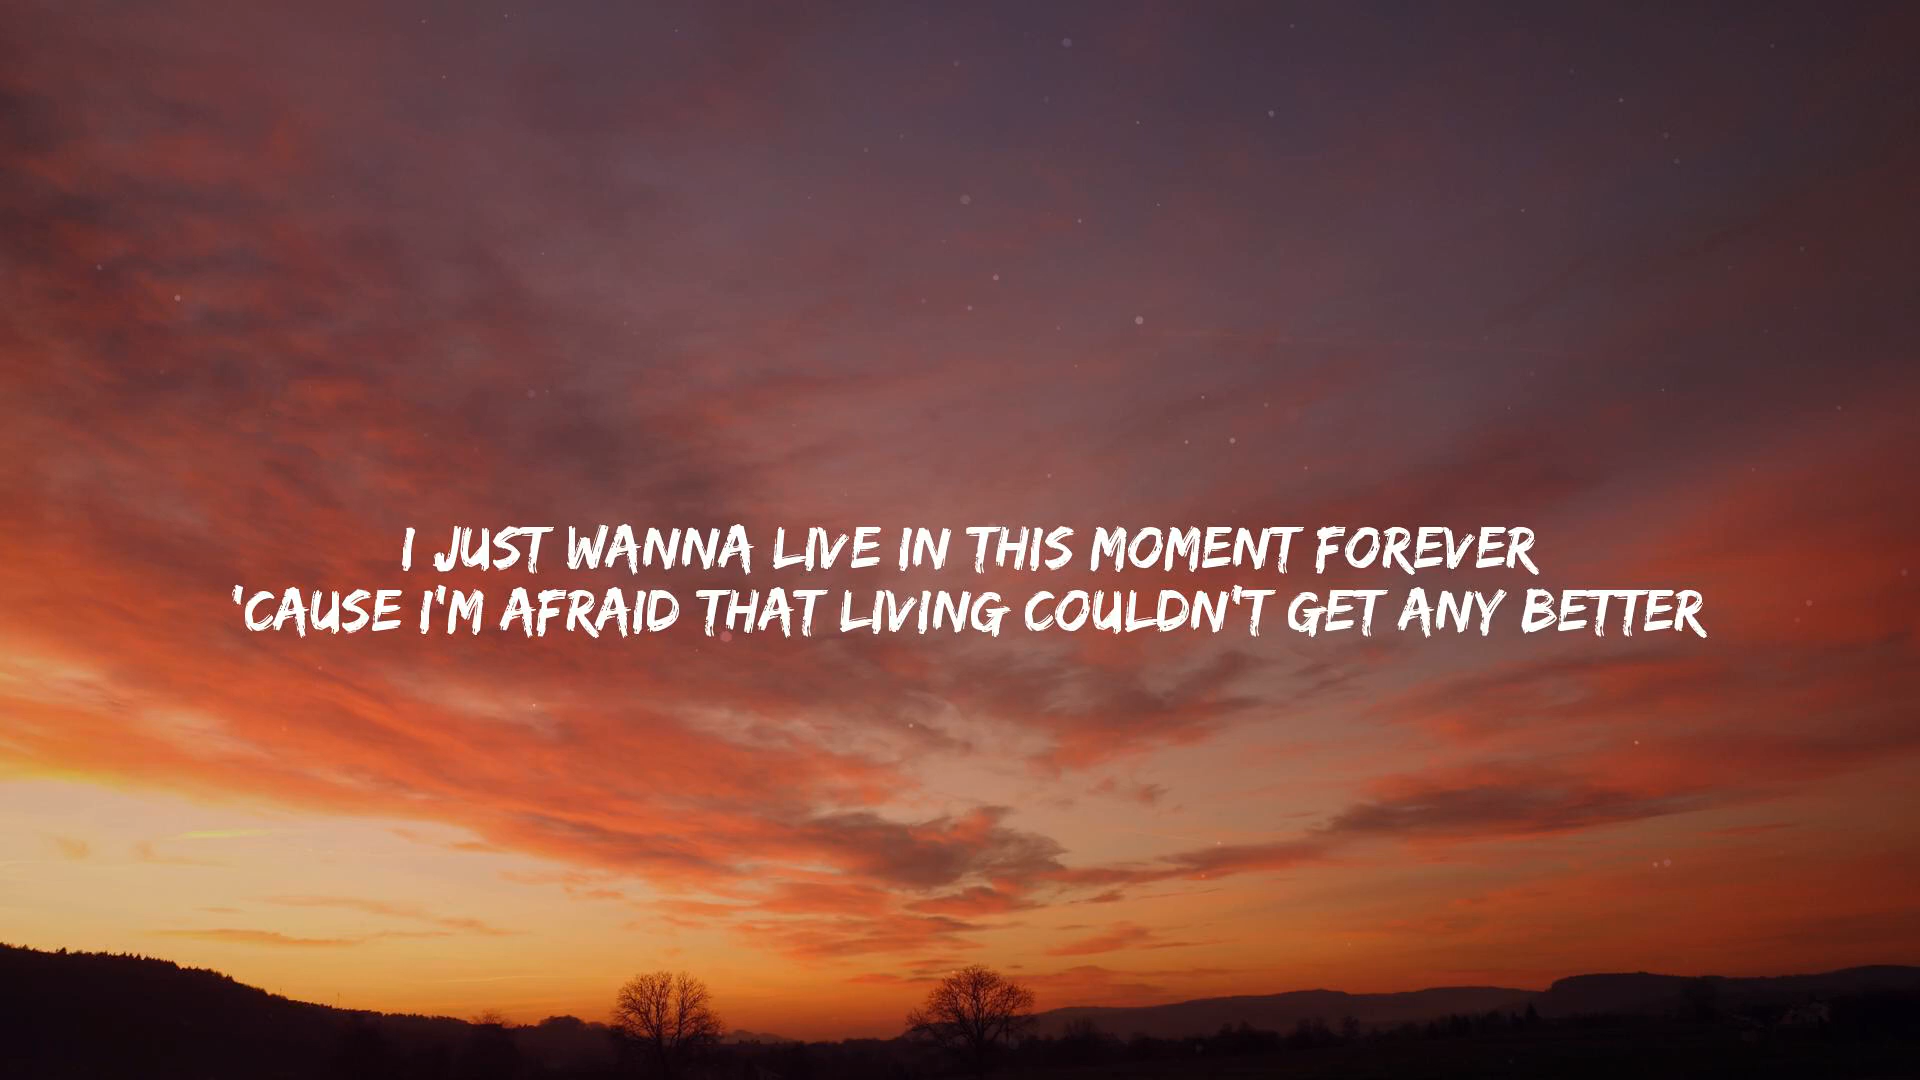 I JUST WANNA LIVE IN THIS MOMENT FOREVER
'CAUSE I'M AFRAID THAT LIVING COULDN'T GET ANY BETTER